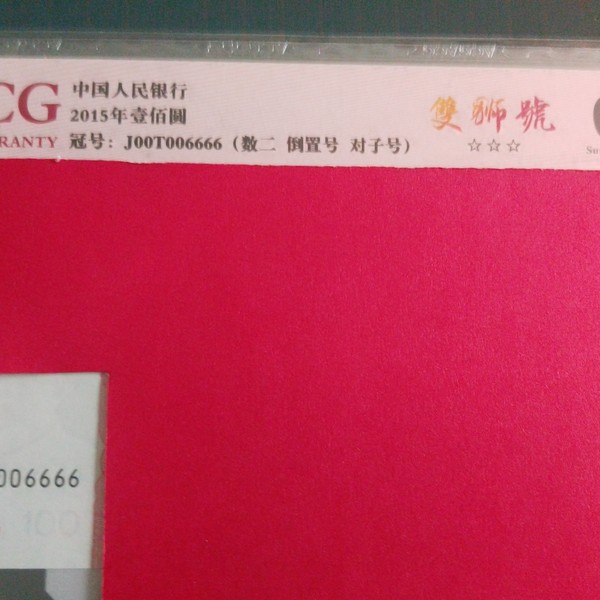 CG
RANTY
中国人民银行
2015年壹佰圆
冠号: J00T006666 (数二 倒置号 对子号)
雙獅號
☆☆☆
Su
006666
100